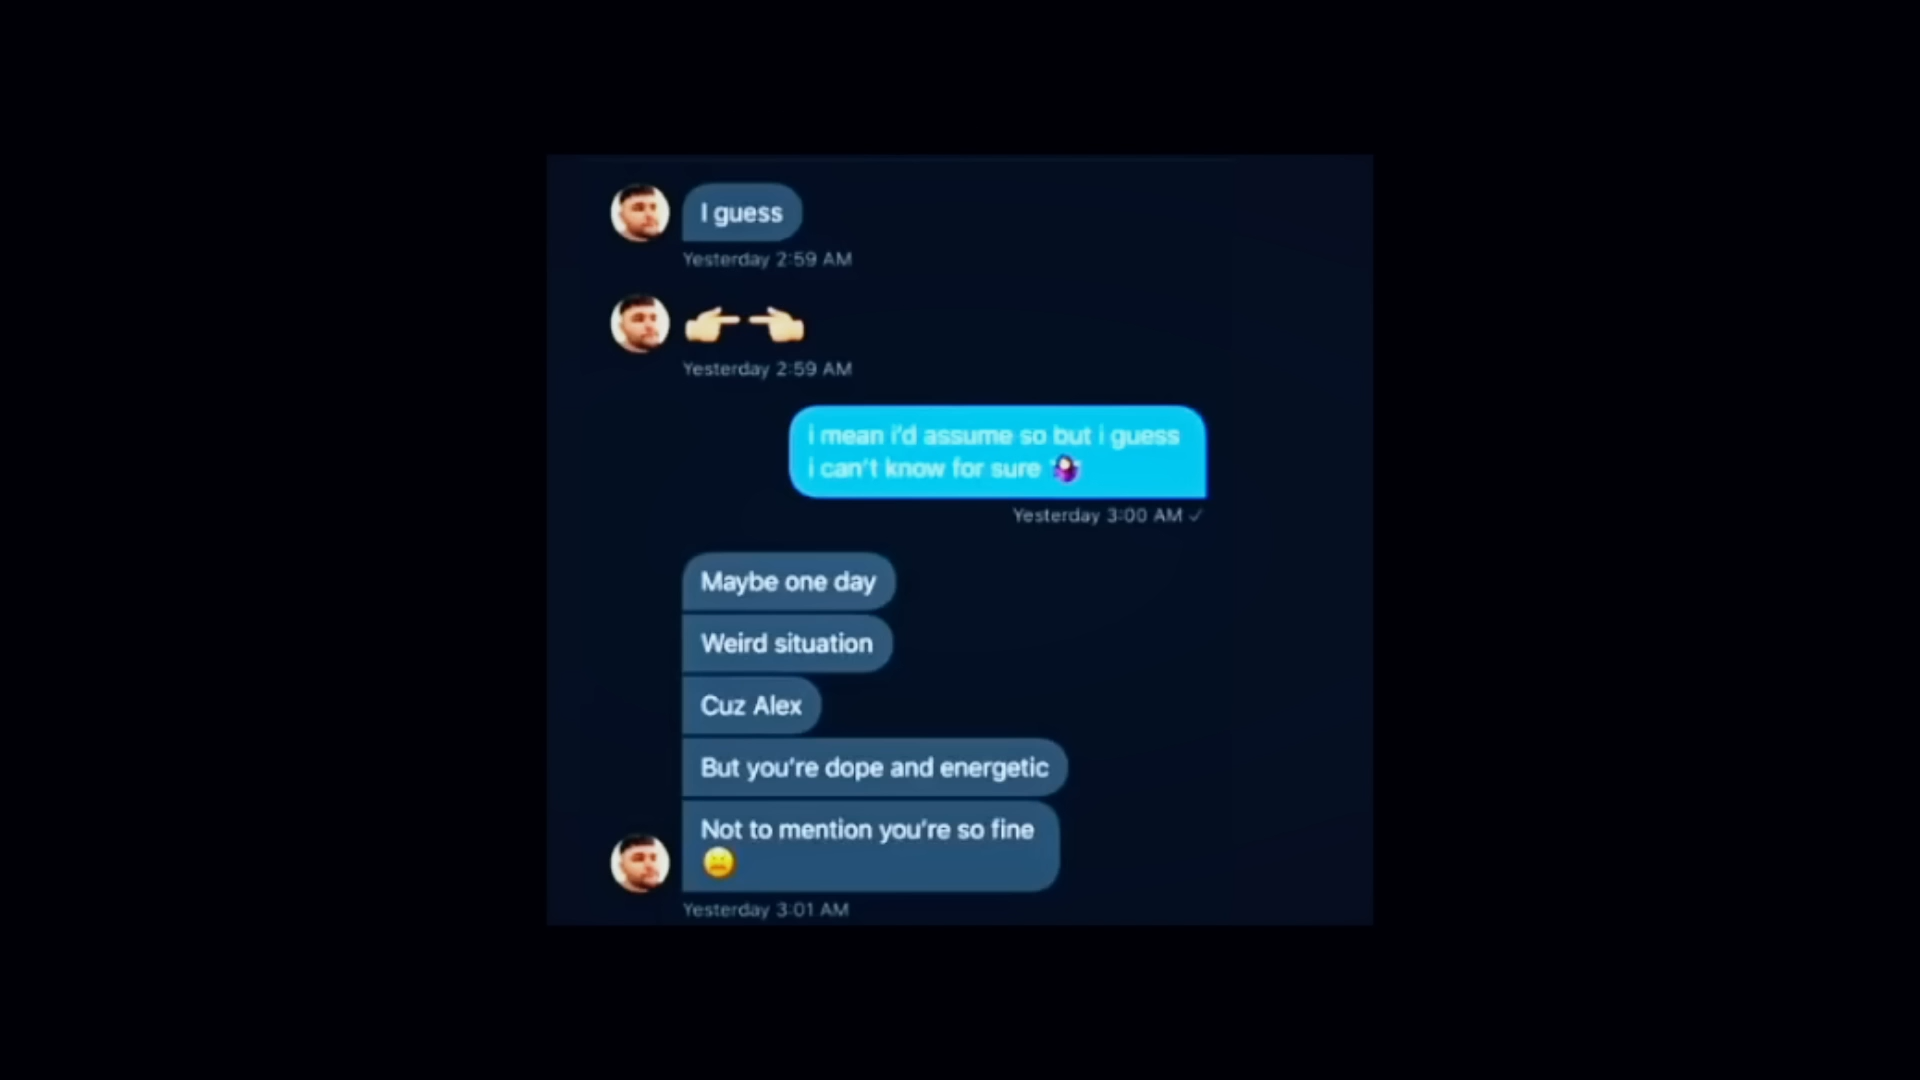 I guess
Yesterday 2:59 AM
👉👈
Yesterday 2:59 AM
i mean i'd assume so but i guess
i can't know for sure 🤷‍♀️
Yesterday 3:00 AM ✓
Maybe one day
Weird situation
Cuz Alex
But you're dope and energetic
Not to mention you're so fine
😐
Yesterday 3:01 AM